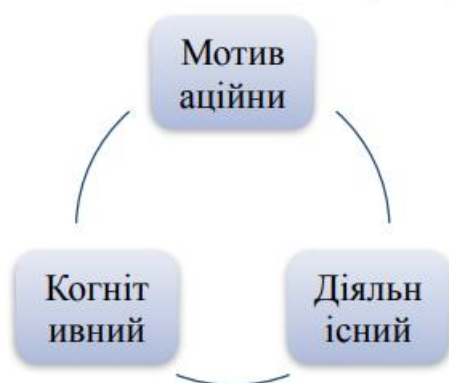 Мотив
аційни
Когніт
ивний
Діяльн
існий